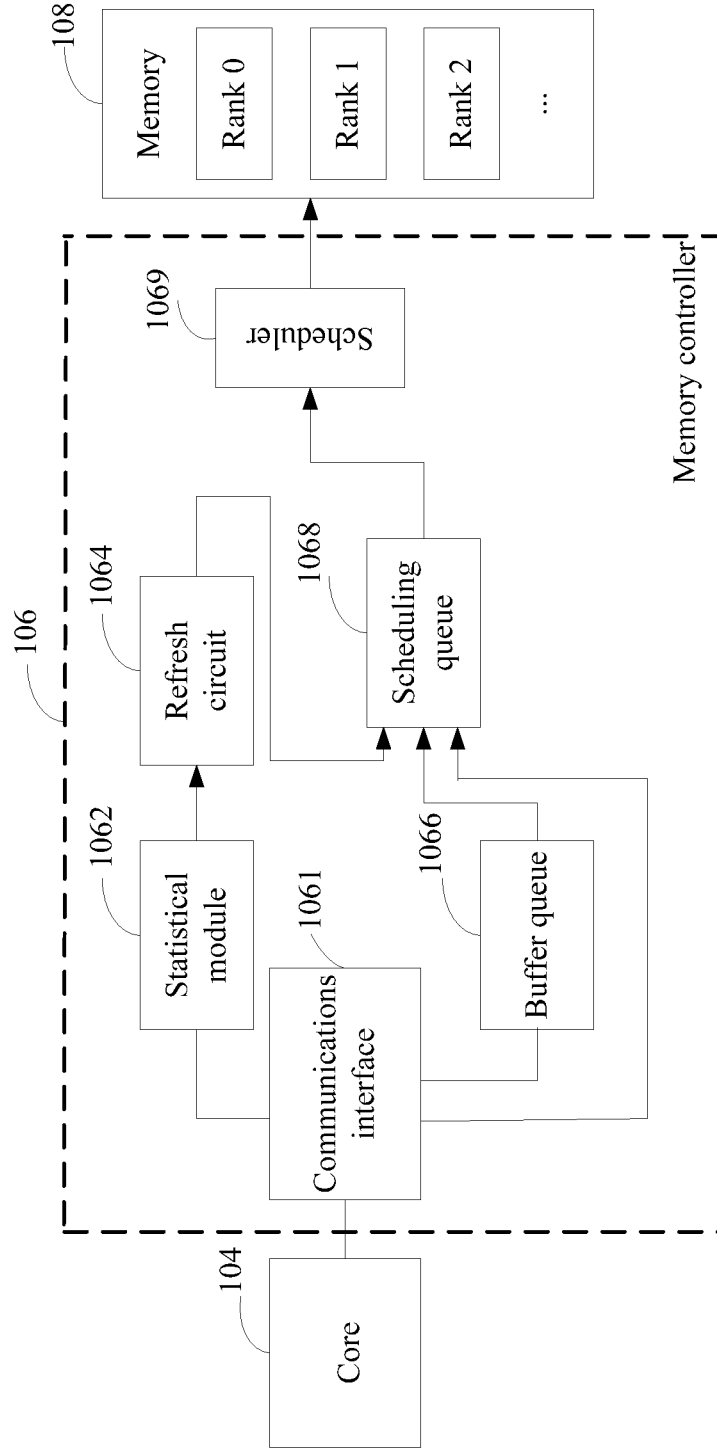 106
Memory controller
104
Core
1061
Communications
interface
1062
Statistical
module
1064
Refresh
circuit
1066
Buffer queue
1068
Scheduling
queue
1069
Scheduler
108
Memory
Rank 0
Rank 1
Rank 2
...